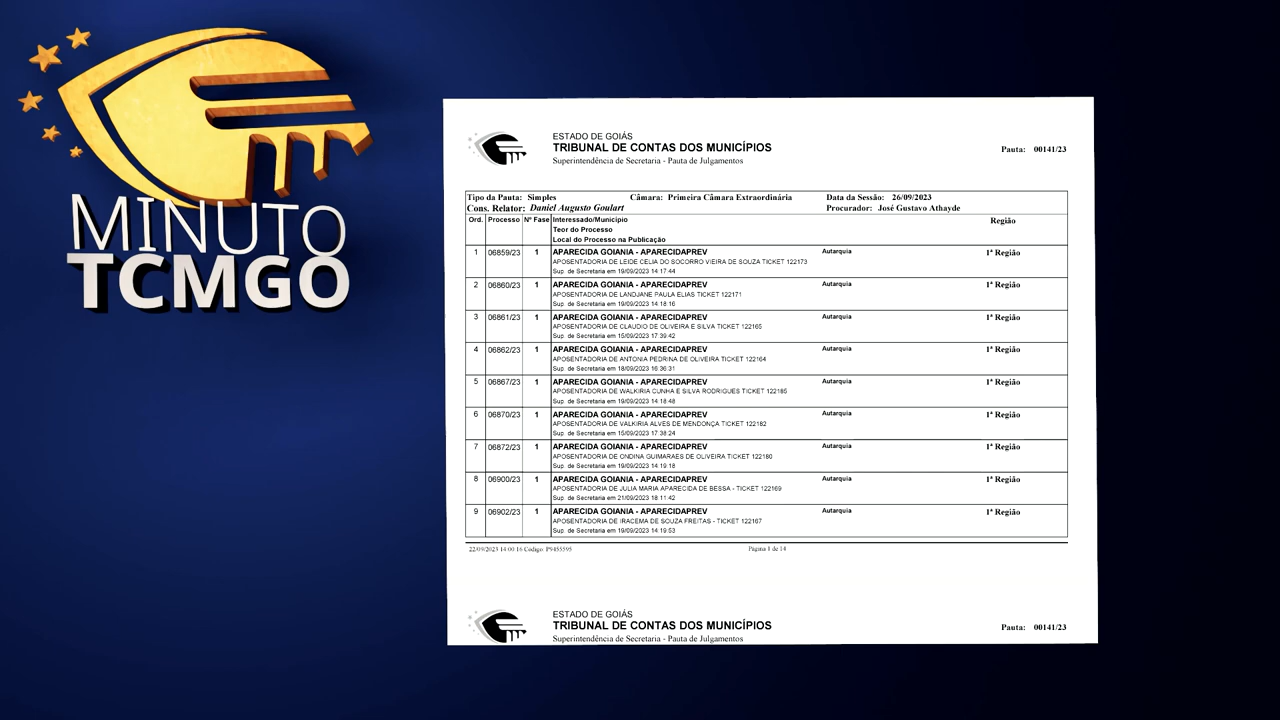 MINUTO
TCMGO
ESTADO DE GOIÁS
TRIBUNAL DE CONTAS DOS MUNICÍPIOS
Superintendência de Secretaria - Pauta de Julgamentos
Pauta: 00141/23
Tipo da Pauta: Simples Câmara: Primeira Câmara Extraordinária Data da Sessão: 26/09/2023
Cons. Relator: Daniel Augusto Goulart Procurador: José Gustavo Athayde
Ord. Processo Nº Fase Interessado/Município Região
Teor do Processo
Local do Processo na Publicação
1 06859/23 1 APARECIDA GOIANIA - APARECIDAPREV Autarquia 1ª Região
APOSENTADORIA DE LEIDE CELIA DO SOCORRO VIEIRA DE SOUZA TICKET 122173
Sup. de Secretaria em 19/09/2023 14:17:44
2 06860/23 1 APARECIDA GOIANIA - APARECIDAPREV Autarquia 1ª Região
APOSENTADORIA DE LANDJANE PAULA ELIAS TICKET 122171
Sup. de Secretaria em 19/09/2023 14:18:16
3 06861/23 1 APARECIDA GOIANIA - APARECIDAPREV Autarquia 1ª Região
APOSENTADORIA DE CLAUDIO DE OLIVEIRA E SILVA TICKET 122165
Sup. de Secretaria em 15/09/2023 17:39:42
4 06862/23 1 APARECIDA GOIANIA - APARECIDAPREV Autarquia 1ª Região
APOSENTADORIA DE ANTONIA PEDRINA DE OLIVEIRA TICKET 122164
Sup. de Secretaria em 18/09/2023 16:36:31
5 06867/23 1 APARECIDA GOIANIA - APARECIDAPREV Autarquia 1ª Região
APOSENTADORIA DE WALKIRIA CUNHA E SILVA RODRIGUES TICKET 122185
Sup. de Secretaria em 19/09/2023 14:18:48
6 06870/23 1 APARECIDA GOIANIA - APARECIDAPREV Autarquia 1ª Região
APOSENTADORIA DE VALKIRIA ALVES DE MENDONÇA TICKET 122182
Sup. de Secretaria em 15/09/2023 17:38:24
7 06872/23 1 APARECIDA GOIANIA - APARECIDAPREV Autarquia 1ª Região
APOSENTADORIA DE ONDINA GUIMARAES DE OLIVEIRA TICKET 122180
Sup. de Secretaria em 19/09/2023 14:19:18
8 06900/23 1 APARECIDA GOIANIA - APARECIDAPREV Autarquia 1ª Região
APOSENTADORIA DE JULIA MARIA APARECIDA DE BESSA - TICKET 122169
Sup. de Secretaria em 21/09/2023 18:11:42
9 06902/23 1 APARECIDA GOIANIA - APARECIDAPREV Autarquia 1ª Região
APOSENTADORIA DE IRACEMA DE SOUZA FREITAS - TICKET 122167
Sup. de Secretaria em 19/09/2023 14:19:53
22/09/2023 14:00:16 Codigo: P9455595 Página 1 de 14
ESTADO DE GOIÁS
TRIBUNAL DE CONTAS DOS MUNICÍPIOS
Superintendência de Secretaria - Pauta de Julgamentos
Pauta: 00141/23